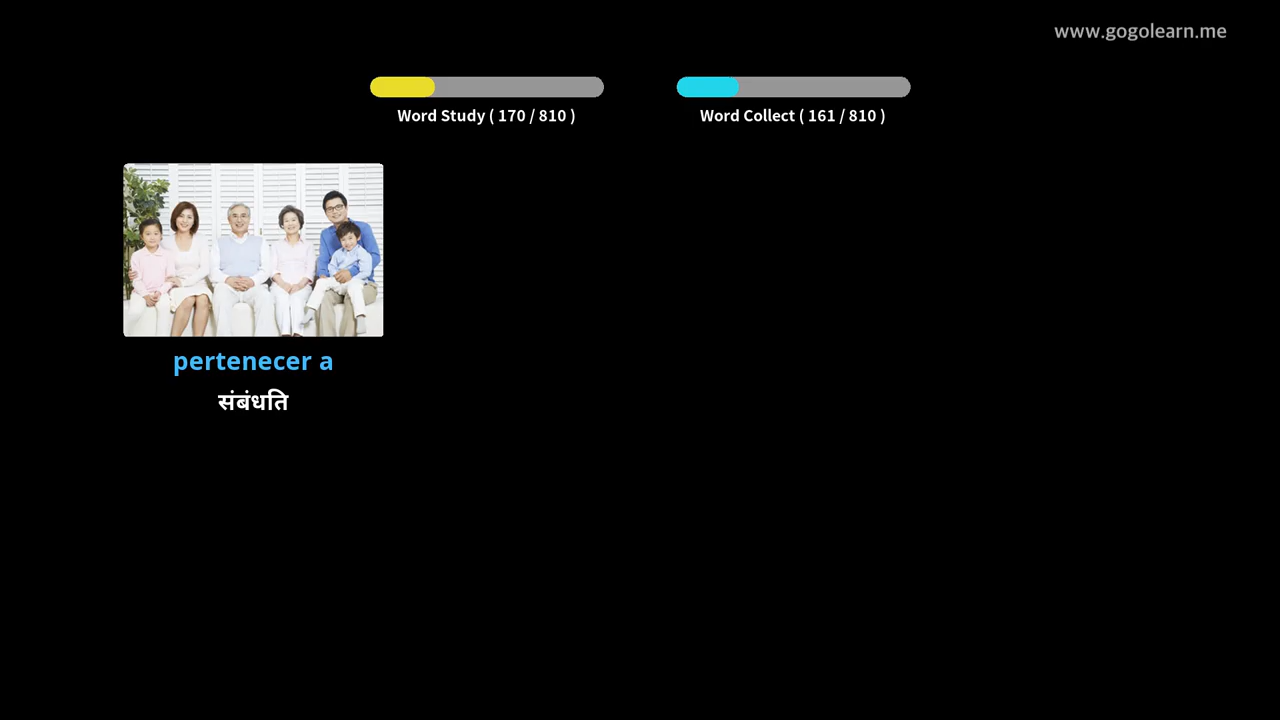 www.gogolearn.me
Word Study ( 170 / 810 )
Word Collect ( 161 / 810 )
pertenecer a
संबंधति